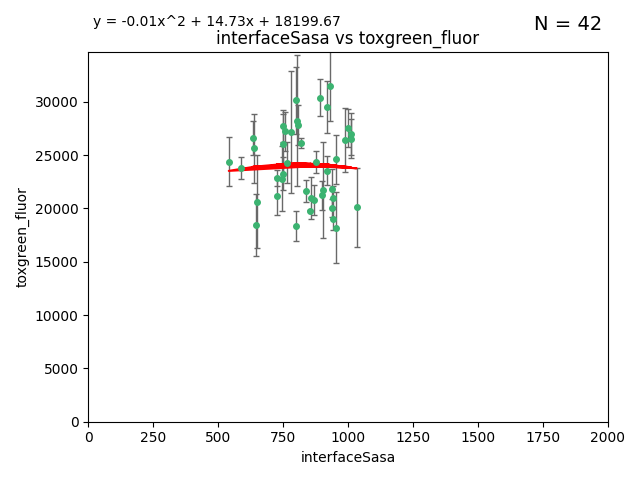 y = -0.01x^2 + 14.73x + 18199.67
N = 42
interfaceSasa vs toxgreen_fluor
toxgreen_fluor
30000
25000
20000
15000
10000
5000
0
0 250 500 750 1000 1250 1500 1750 2000
interfaceSasa